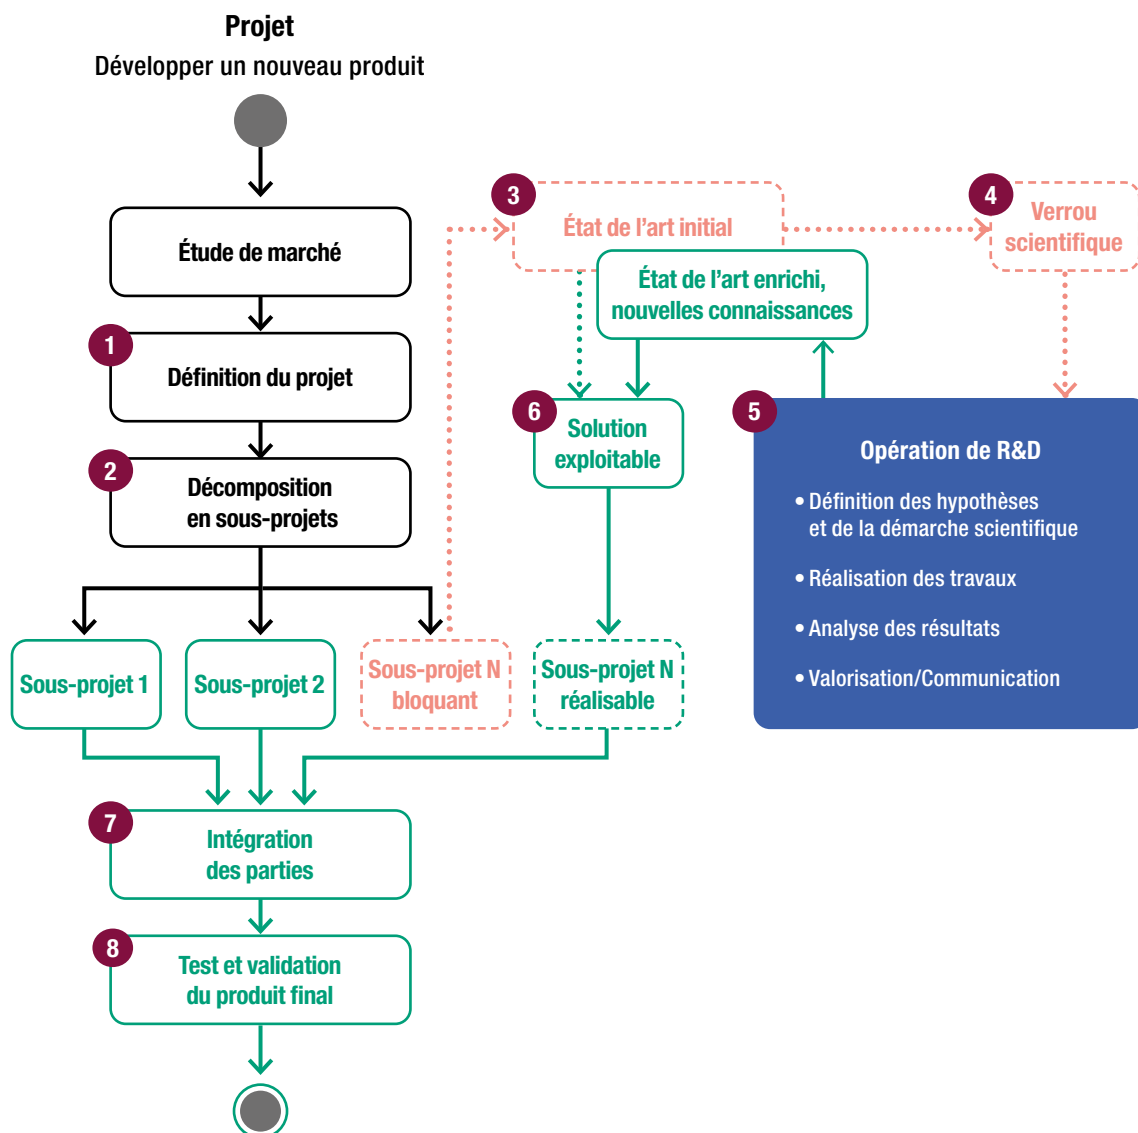 Projet
Développer un nouveau produit
Étude de marché
1
Définition du projet
2
Décomposition
en sous-projets
Sous-projet 1
Sous-projet 2
Sous-projet N
bloquant
3
État de l’art initial
État de l’art enrichi,
nouvelles connaissances
4
Verrou
scientifique
5
Opération de R&D
• Définition des hypothèses
et de la démarche scientifique
• Réalisation des travaux
• Analyse des résultats
• Valorisation/Communication
6
Solution
exploitable
Sous-projet N
réalisable
7
Intégration
des parties
8
Test et validation
du produit final